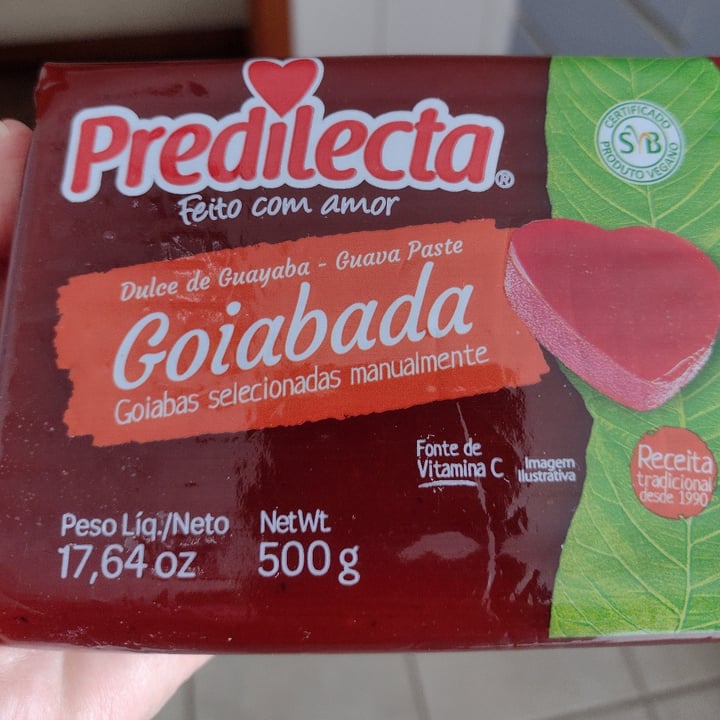 Predilecta®
Feito com amor
CERTIFICADO
SVB
PRODUTO VEGANO
Dulce de Guayaba - Guava Paste
Goiabada
Goiabas selecionadas manualmente
Fonte de
Vitamina C
Imagem
Ilustrativa
Receita
tradicional
desde 1990
Peso Líq./Neto
17,64 oz
Net Wt.
500 g